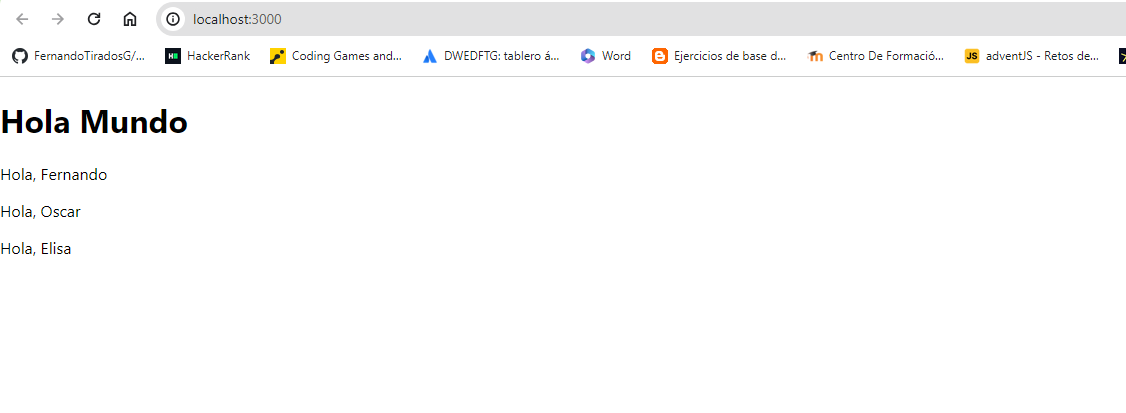 localhost:3000
FernandoTiradosG/... HackerRank Coding Games and... DWEDFTG: tablero á... Word Ejercicios de base d... Centro De Formació... JS adventJS - Retos de...
Hola Mundo
Hola, Fernando
Hola, Oscar
Hola, Elisa